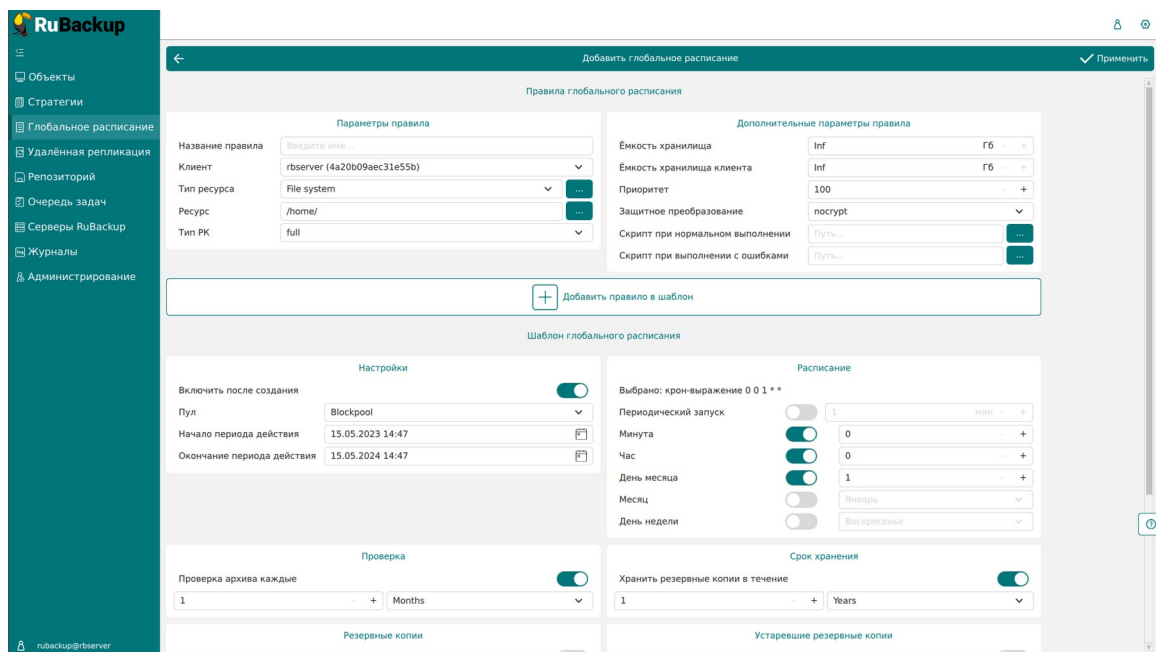 RuBackup
Объекты
Стратегии
Глобальное расписание
Удалённая репликация
Репозиторий
Очередь задач
Серверы RuBackup
Журналы
Администрирование
rubackup@rbserver
Добавить глобальное расписание
Применить
Правила глобального расписания
Параметры правила
Название правила Введите имя ..
Клиент rbserver (4a20b09aec31e55b)
Тип ресурса File system ...
Ресурс /home/ ...
Тип РК full
Дополнительные параметры правила
Ёмкость хранилища Inf Гб - +
Ёмкость хранилища клиента Inf Гб - +
Приоритет 100 - +
Защитное преобразование nocrypt
Скрипт при нормальном выполнении Путь... ...
Скрипт при выполнении с ошибками Путь... ...
+ Добавить правило в шаблон
Шаблон глобального расписания
Настройки
Включить после создания
Пул Blockpool
Начало периода действия 15.05.2023 14:47
Окончание периода действия 15.05.2024 14:47
Расписание
Выбрано: крон-выражение 0 0 1 * *
Периодический запуск 1 мин - +
Минута 0 - +
Час 0 - +
День месяца 1 - +
Месяц Январь
День недели Воскресенье
Проверка
Проверка архива каждые
1 - + Months
Срок хранения
Хранить резервные копии в течение
1 - + Years
Резервные копии
Устаревшие резервные копии